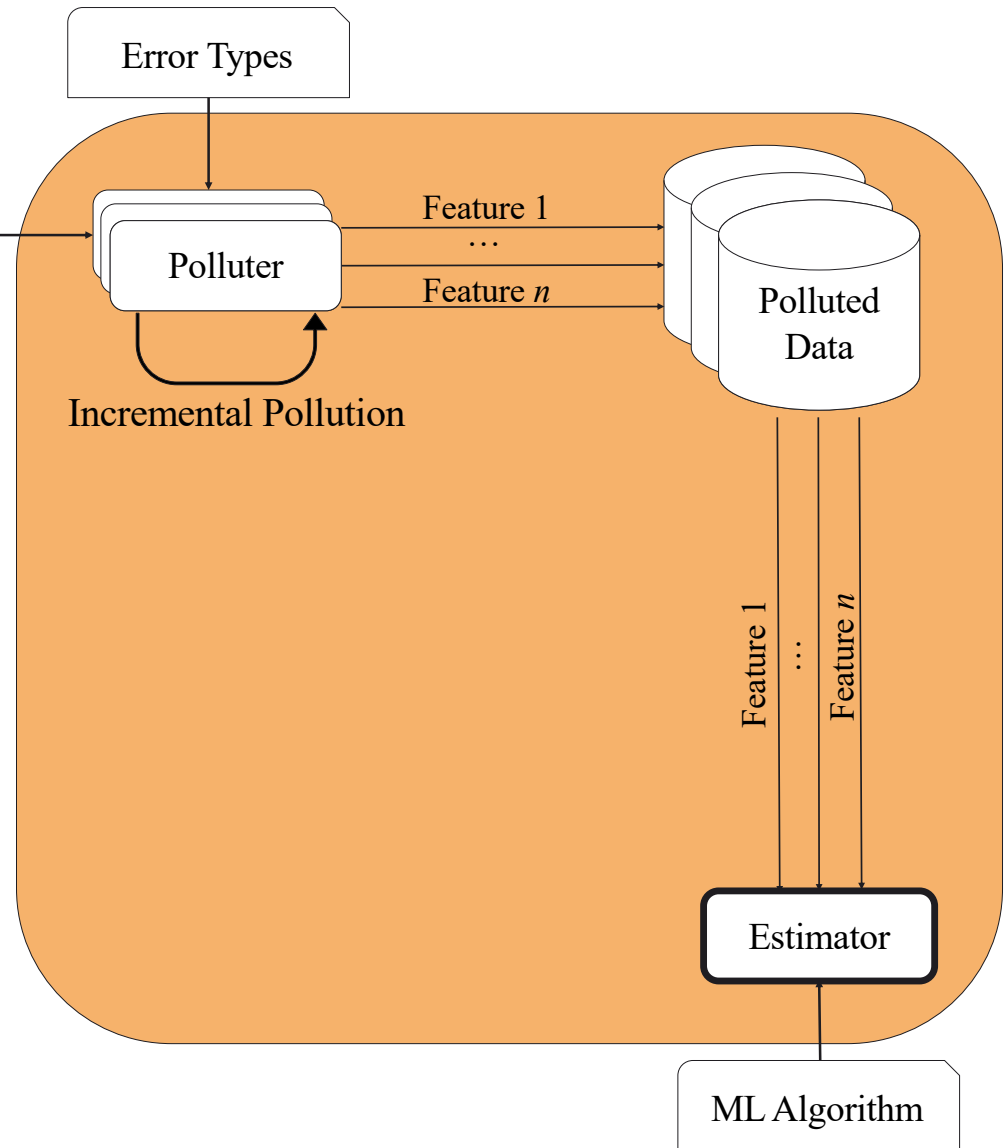 Error Types
Feature 1
…
Polluter
Feature n
Polluted
Data
Incremental Pollution
Feature 1
…
Feature n
Estimator
ML Algorithm